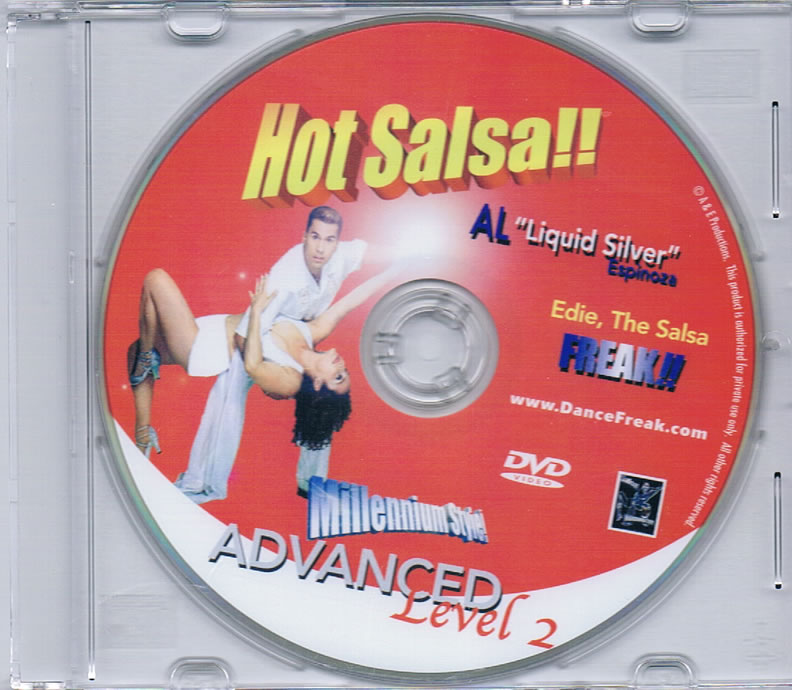 Hot Salsa!!
AL "Liquid Silver"
Espinoza
Edie, The Salsa
FREAK!!
www.DanceFreak.com
DVD
VIDEO
Millennium Style!
ADVANCED
Level 2
© A & E Productions. This product is authorized for private use only. All other rights reserved.